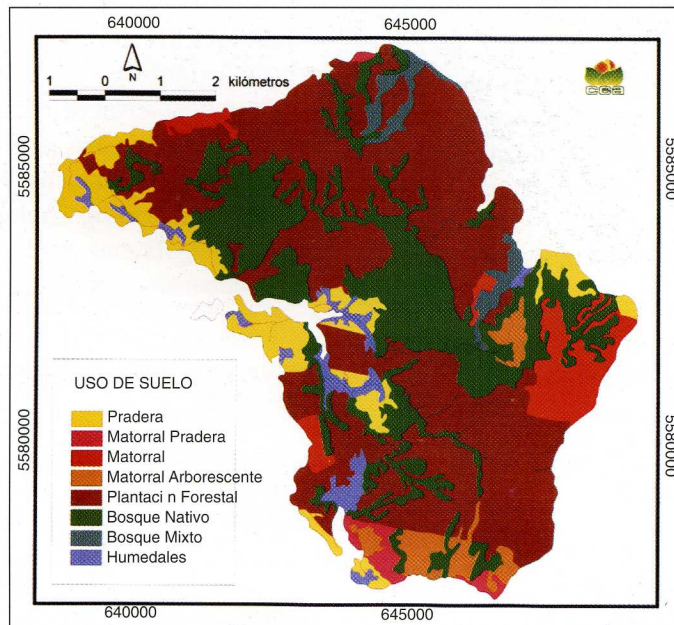 640000 645000
1 0 1 2 kilómetros
N
cea
5585000
5585000
USO DE SUELO
Pradera
Matorral Pradera
Matorral
Matorral Arborescente
Plantaci n Forestal
Bosque Nativo
Bosque Mixto
Humedales
5580000
5580000
640000 645000